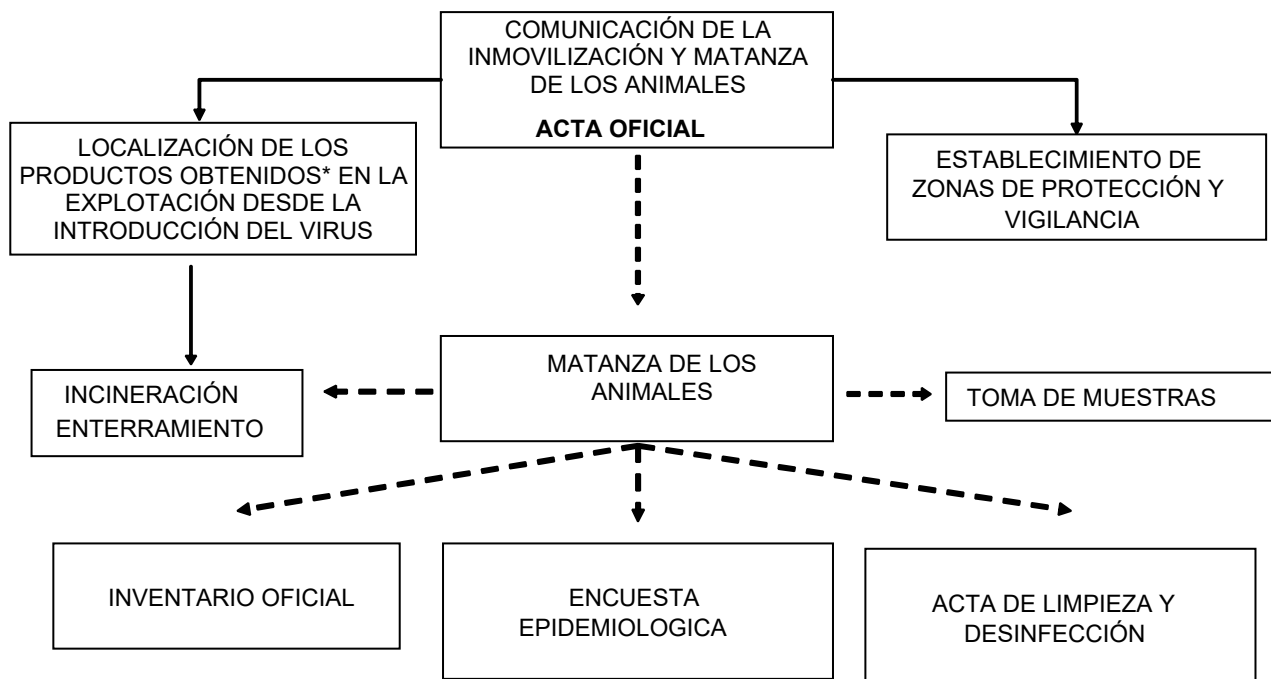 COMUNICACIÓN DE LA
INMOVILIZACIÓN Y MATANZA
DE LOS ANIMALES
ACTA OFICIAL
LOCALIZACIÓN DE LOS
PRODUCTOS OBTENIDOS* EN LA
EXPLOTACIÓN DESDE LA
INTRODUCCIÓN DEL VIRUS
ESTABLECIMIENTO DE
ZONAS DE PROTECCIÓN Y
VIGILANCIA
INCINERACIÓN
ENTERRAMIENTO
MATANZA DE LOS
ANIMALES
TOMA DE MUESTRAS
INVENTARIO OFICIAL
ENCUESTA
EPIDEMIOLOGICA
ACTA DE LIMPIEZA Y
DESINFECCIÓN